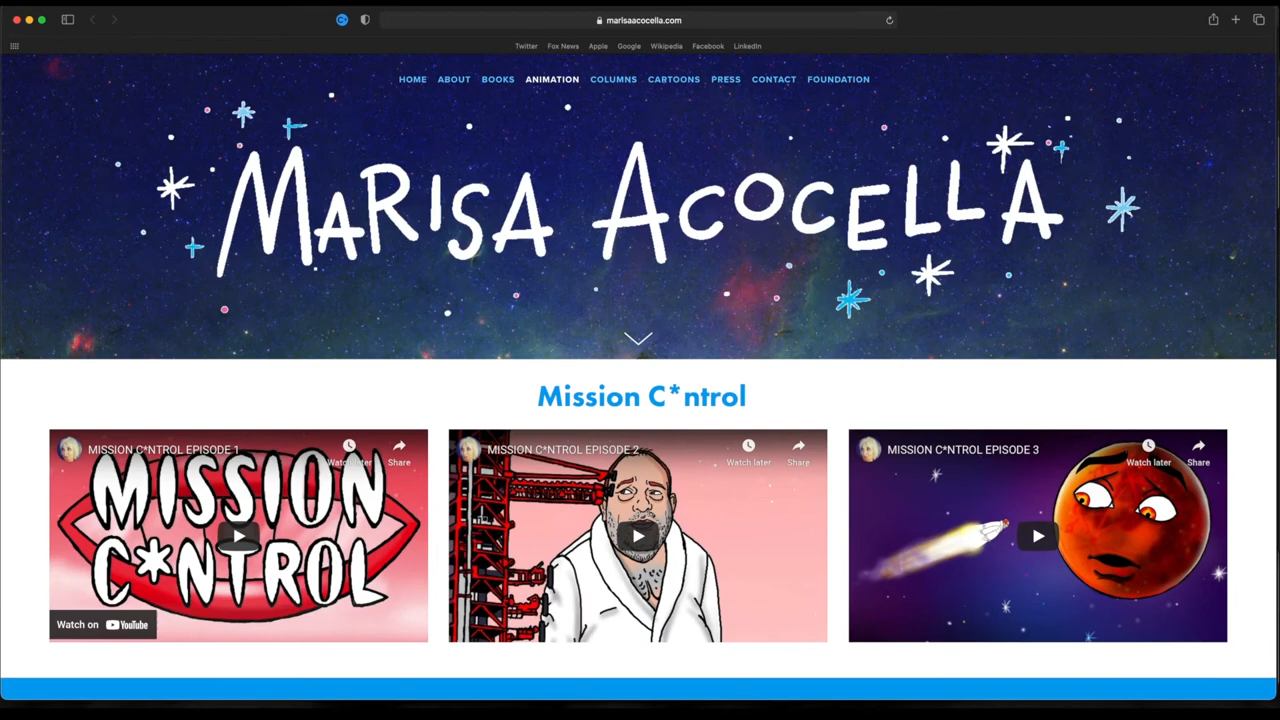 marisaacocella.com
Twitter Fox News Apple Google Wikipedia Facebook LinkedIn
HOME ABOUT BOOKS ANIMATION COLUMNS CARTOONS PRESS CONTACT FOUNDATION
MARISA ACOCELLA
Mission C*ntrol
MISSION C*NTROL EPISODE 1
Watch later Share
MISSION
C*NTROL
Watch on YouTube
MISSION C*NTROL EPISODE 2
Watch later Share
MISSION C*NTROL EPISODE 3
Watch later Share